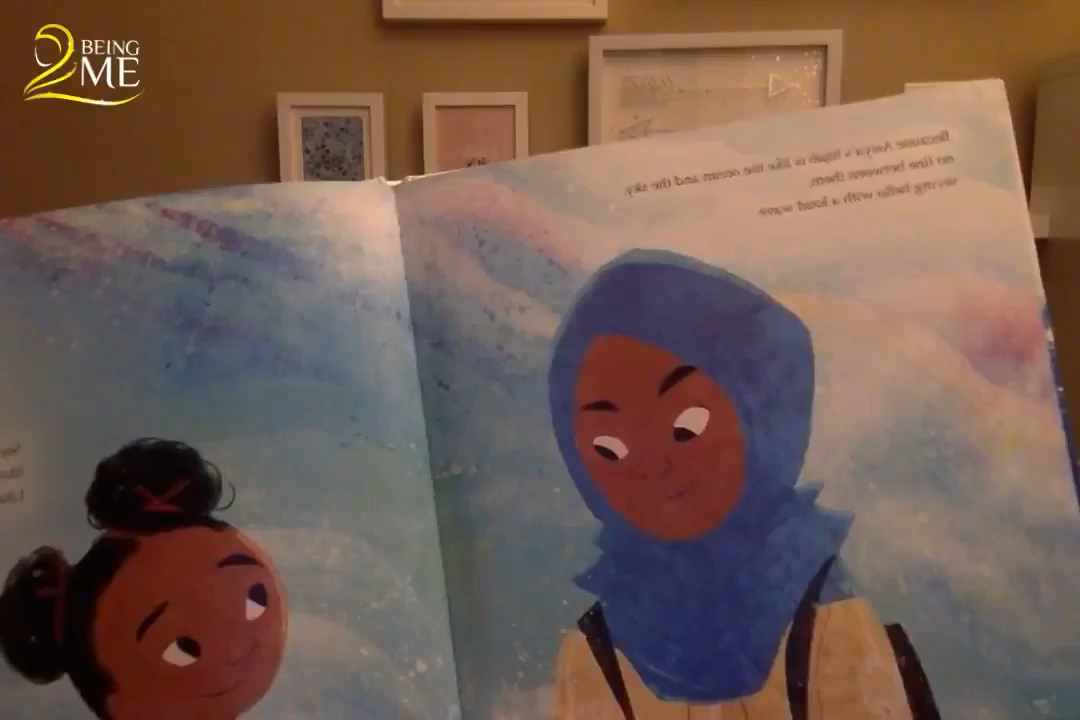 2 BEING
ME
Because Asiya's hijab is like the ocean and the sky,
no line between them,
saying hello with a loud wave.